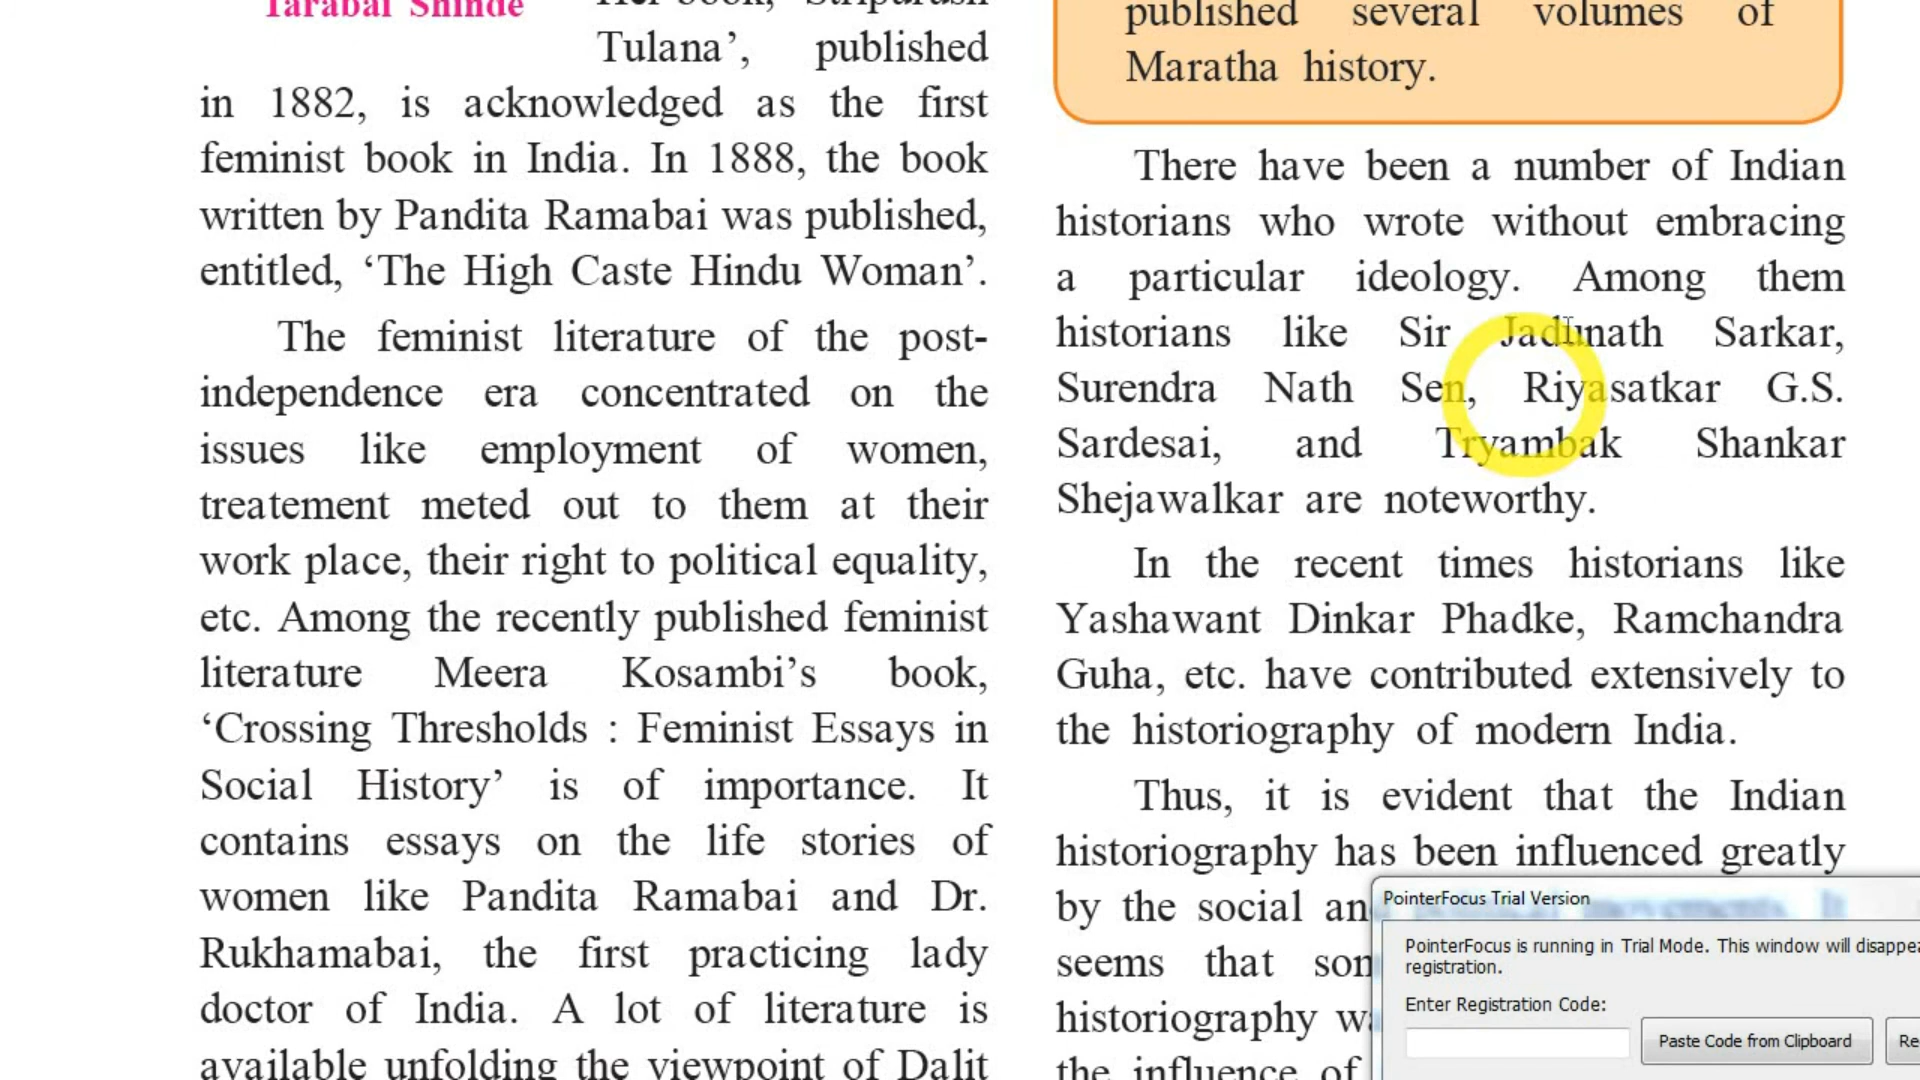 Tarabai Shinde
Her book, 'Stripurush
Tulana', published
in 1882, is acknowledged as the first
feminist book in India. In 1888, the book
written by Pandita Ramabai was published,
entitled, 'The High Caste Hindu Woman'.
The feminist literature of the post-
independence era concentrated on the
issues like employment of women,
treatement meted out to them at their
work place, their right to political equality,
etc. Among the recently published feminist
literature Meera Kosambi's book,
'Crossing Thresholds : Feminist Essays in
Social History' is of importance. It
contains essays on the life stories of
women like Pandita Ramabai and Dr.
Rukhamabai, the first practicing lady
doctor of India. A lot of literature is
available unfolding the viewpoint of Dalit
published several volumes of
Maratha history.
There have been a number of Indian
historians who wrote without embracing
a particular ideology. Among them
historians like Sir Jadunath Sarkar,
Surendra Nath Sen, Riyasatkar G.S.
Sardesai, and Tryambak Shankar
Shejawalkar are noteworthy.
In the recent times historians like
Yashawant Dinkar Phadke, Ramchandra
Guha, etc. have contributed extensively to
the historiography of modern India.
Thus, it is evident that the Indian
historiography has been influenced greatly
by the social
seems that
historiography
the influence of
PointerFocus Trial Version
PointerFocus is running in Trial Mode. This window will
registration.
Enter Registration Code:
Paste Code from Clipboard